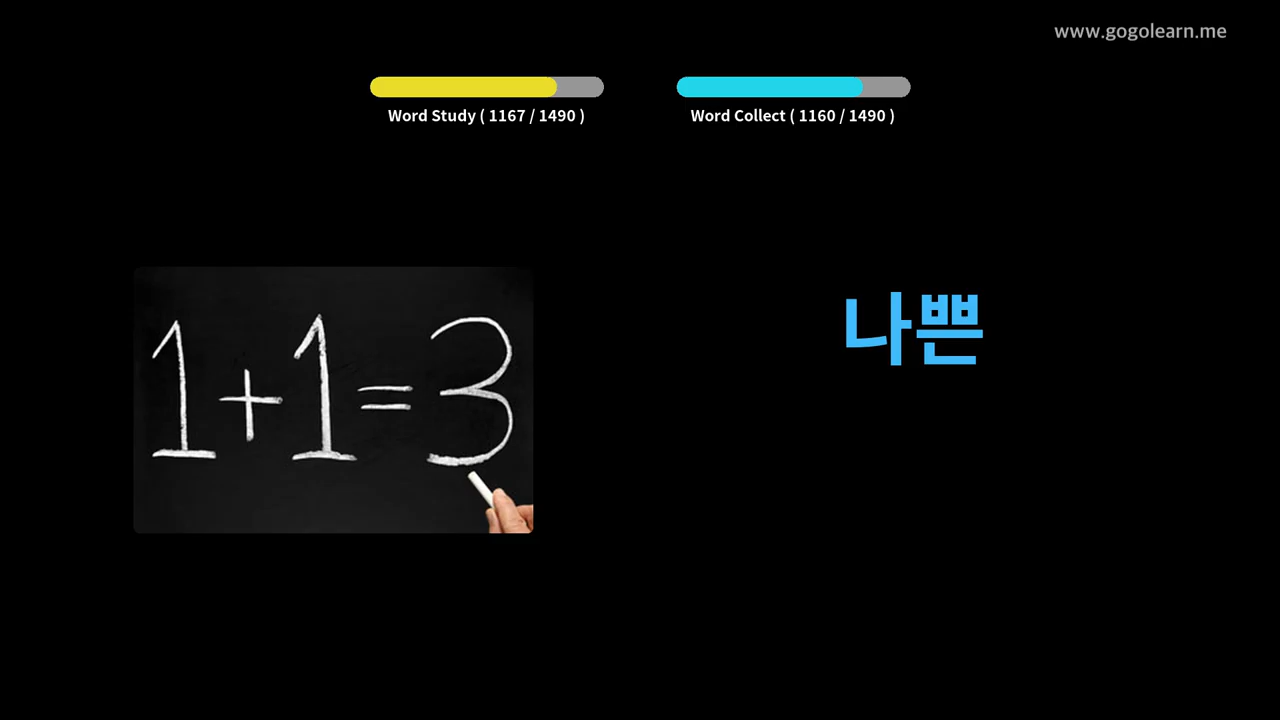 www.gogolearn.me
Word Study ( 1167 / 1490 )
Word Collect ( 1160 / 1490 )
1+1=3
나쁜